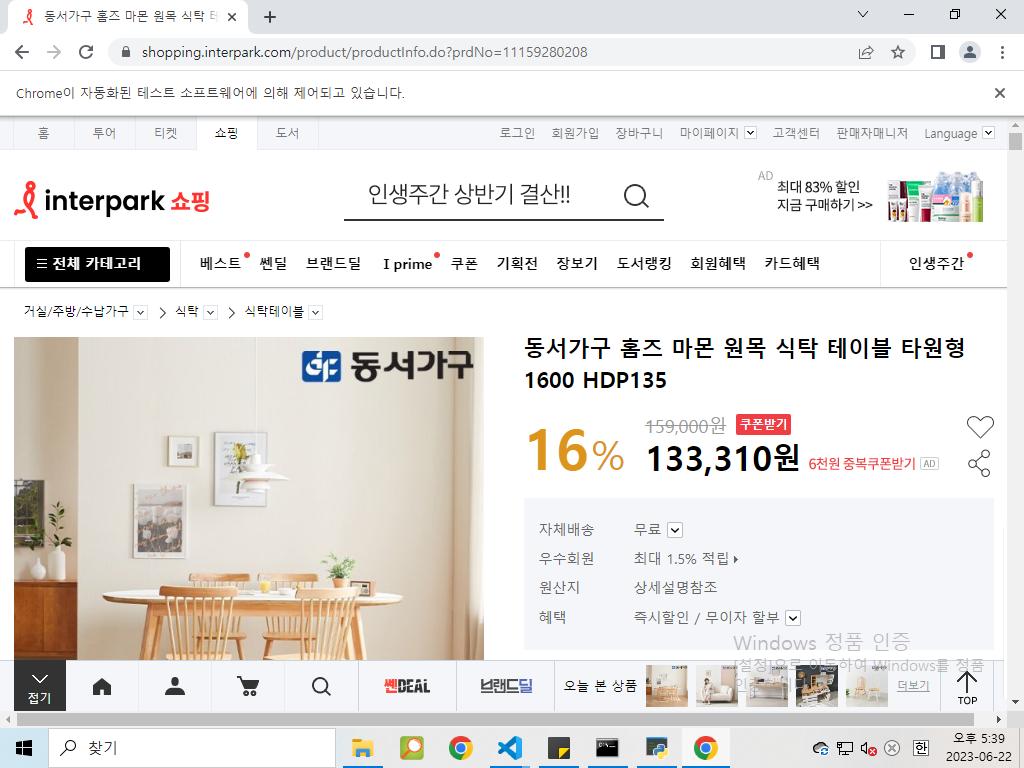 동서가구 홈즈 마몬 원목 식탁 테
shopping.interpark.com/product/productInfo.do?prdNo=11159280208
Chrome이 자동화된 테스트 소프트웨어에 의해 제어되고 있습니다.
홈 투어 티켓 쇼핑 도서 로그인 회원가입 장바구니 마이페이지 고객센터 판매자매니저 Language
interpark 쇼핑
인생주간 상반기 결산!!
AD 최대 83% 할인
지금 구매하기 >>
전체 카테고리 베스트 쎈딜 브랜드딜 I prime 쿠폰 기획전 장보기 도서랭킹 회원혜택 카드혜택 인생주간
거실/주방/수납가구 > 식탁 > 식탁테이블
동서가구
동서가구 홈즈 마몬 원목 식탁 테이블 타원형
1600 HDP135
16% 159,000원 쿠폰받기
133,310원 6천원 중복쿠폰받기 AD
자체배송 무료
우수회원 최대 1.5% 적립
원산지 상세설명참조
혜택 즉시할인 / 무이자 할부
Windows 정품 인증
[설정]으로 이동하여 Windows를 정품
접기 쎈DEAL 브랜드딜 오늘 본 상품 더보기 TOP
찾기
오후 5:39
한
2023-06-22